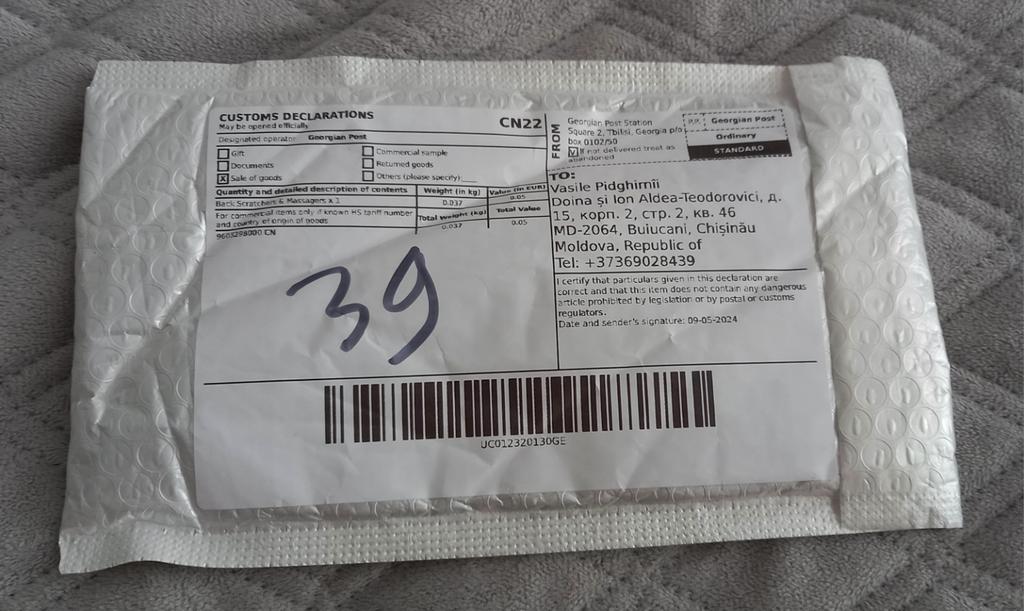 CUSTOMS DECLARATIONS
May be opened officially
CN22
Designated operator Georgian Post
Gift
Commercial sample
Documents
Returned goods
Sale of goods
Others (please specify):
Quantity and detailed description of contents
Weight (in kg)
Value (in EUR)
Back Scratchers & Massagers x 1
0.037
0.05
For commercial items only if known HS tariff number
and country of origin of goods
Total Weight (kg)
Total Value
0.037
0.05
9603298000 CN
FROM
Georgian Post Station
Square 2, Tbilisi, Georgia p/o
box 0102/50
If not delivered treat as
abandoned
P.P. Georgian Post
Ordinary
STANDARD
TO:
Vasile Pidghirnîi
Doina și Ion Aldea-Teodorovici, д.
15, корп. 2, стр. 2, кв. 46
MD-2064, Buiucani, Chișinău
Moldova, Republic of
Tel: +37369028439
I certify that particulars given in this declaration are
correct and that this item does not contain any dangerous
article prohibited by legislation or by postal or customs
regulators.
Date and sender's signature: 09-05-2024
39
UC012320130GE